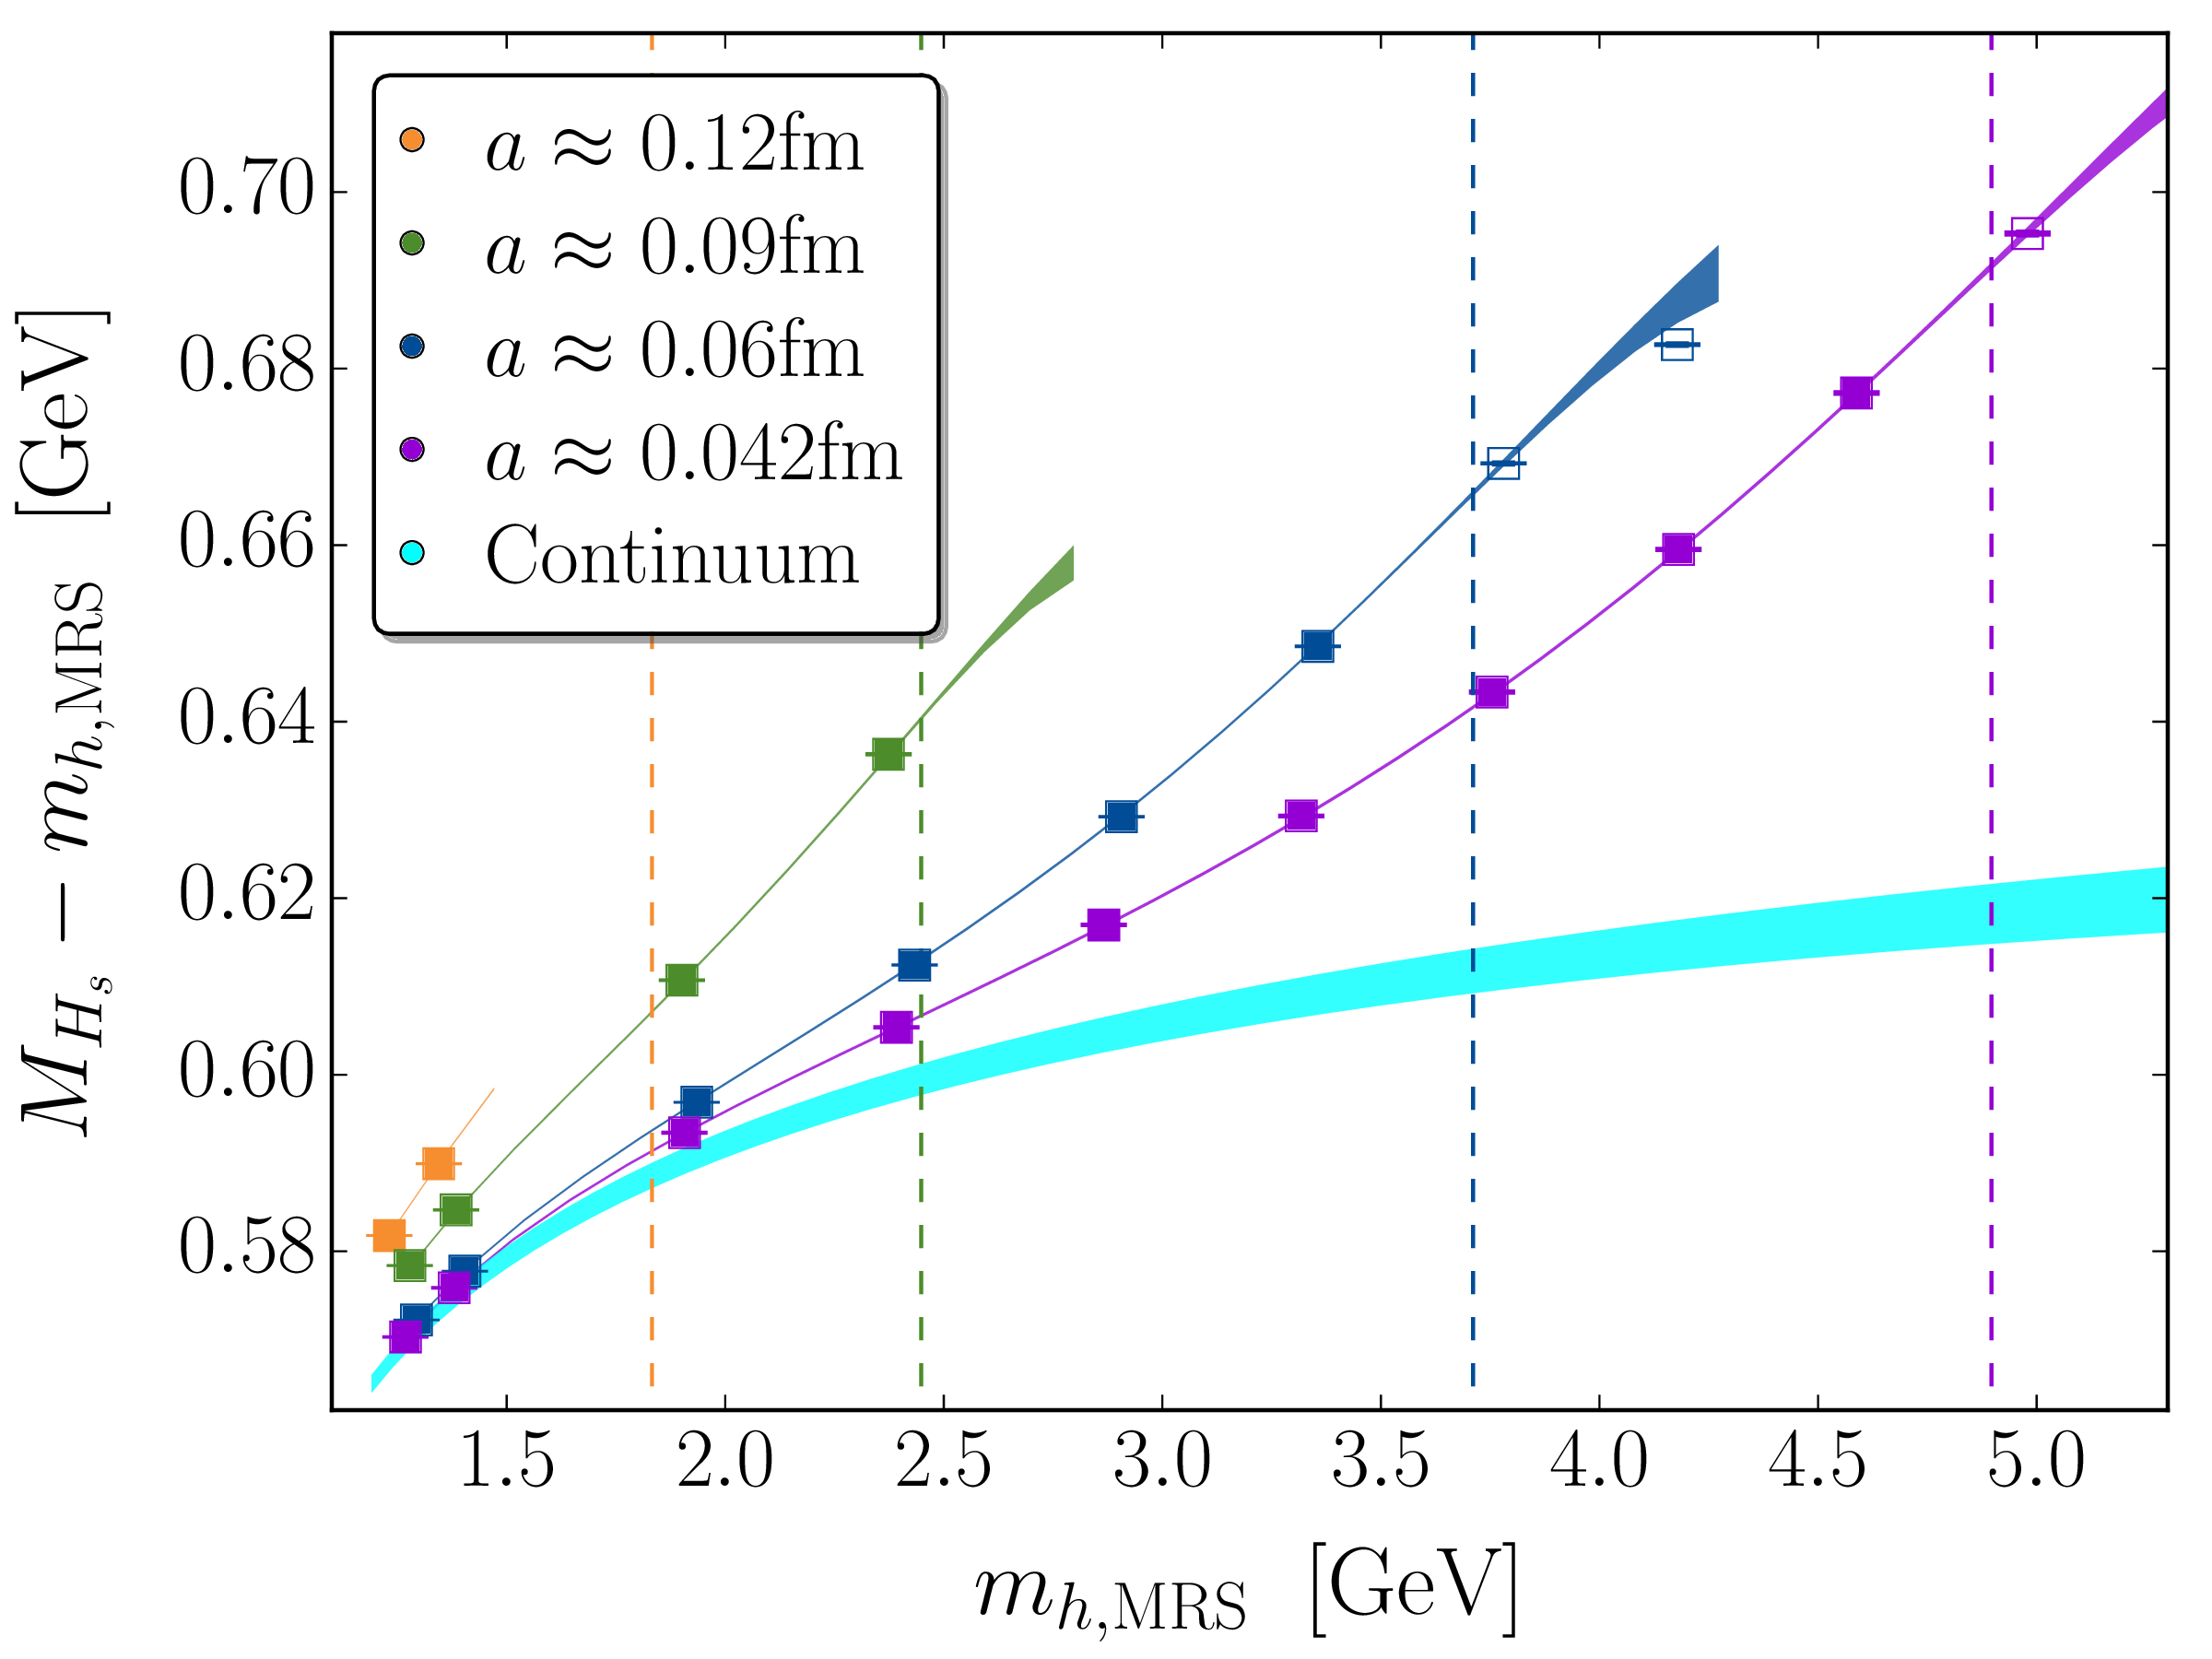 a ≈ 0.12fm
a ≈ 0.09fm
a ≈ 0.06fm
a ≈ 0.042fm
Continuum
M_{H_s} − m_{h,MRS} [GeV]
0.70
0.68
0.66
0.64
0.62
0.60
0.58
1.5 2.0 2.5 3.0 3.5 4.0 4.5 5.0
m_{h,MRS} [GeV]